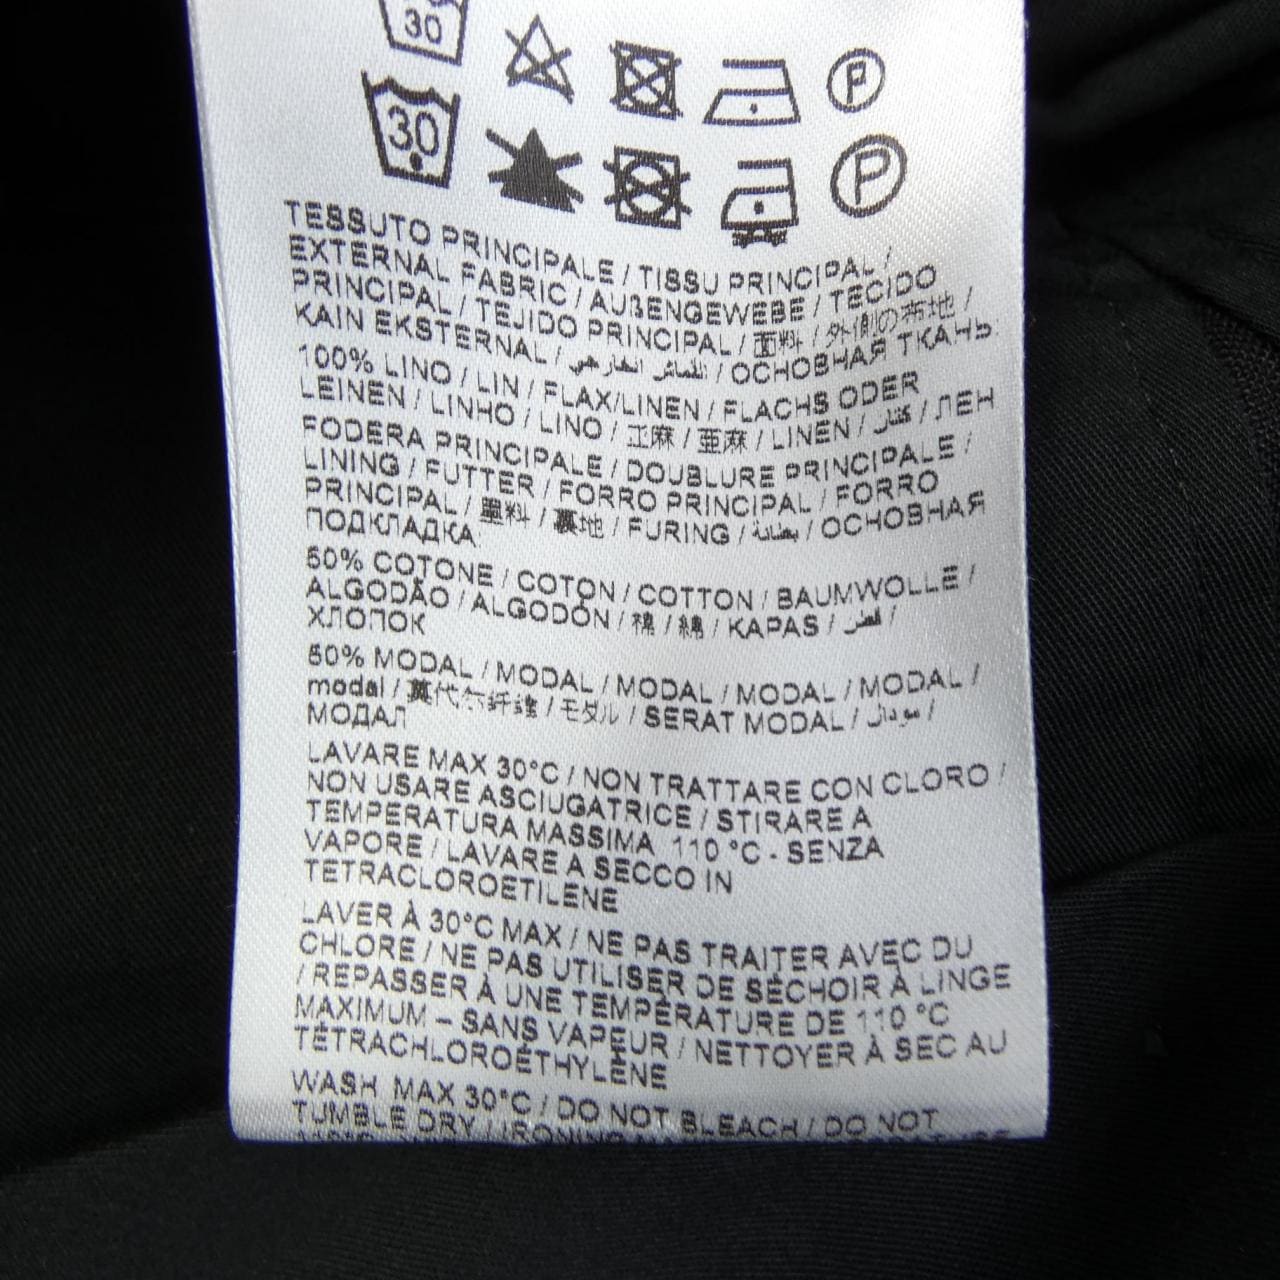 30
P
30
P
TESSUTO PRINCIPALE / TISSU PRINCIPAL /
EXTERNAL FABRIC / AUßENGEWEBE / TECIDO
PRINCIPAL / TEJIDO PRINCIPAL / 面料 / 外側の布地 /
KAIN EKSTERNAL / القماش الخارجي / ОСНОВНАЯ ТКАНЬ
100% LINO / LIN / FLAX/LINEN / FLACHS ODER
LEINEN / LINHO / LINO / 亚麻 / 亜麻 / LINEN / كتان / ЛЕН
FODERA PRINCIPALE / DOUBLURE PRINCIPALE /
LINING / FUTTER / FORRO PRINCIPAL / FORRO
PRINCIPAL / 里料 / 裏地 / FURING / بطانة / ОСНОВНАЯ
ПОДКЛАДКА
50% COTONE / COTON / COTTON / BAUMWOLLE /
ALGODÃO / ALGODÓN / 棉 / 綿 / KAPAS / قطن /
ХЛОПОК
50% MODAL / MODAL / MODAL / MODAL / MODAL /
modal / 莫代尔纤维 / モダル / SERAT MODAL / مودال /
МОДАЛ
LAVARE MAX 30°C / NON TRATTARE CON CLORO /
NON USARE ASCIUGATRICE / STIRARE A
TEMPERATURA MASSIMA 110 °C - SENZA
VAPORE / LAVARE A SECCO IN
TETRACLOROETILENE
LAVER À 30°C MAX / NE PAS TRAITER AVEC DU
CHLORE / NE PAS UTILISER DE SÉCHOIR À LINGE
/ REPASSER À UNE TEMPÉRATURE DE 110 °C
MAXIMUM – SANS VAPEUR / NETTOYER À SEC AU
TÉTRACHLOROÉTHYLÈNE
WASH MAX 30°C / DO NOT BLEACH / DO NOT
TUMBLE DRY / IRONING